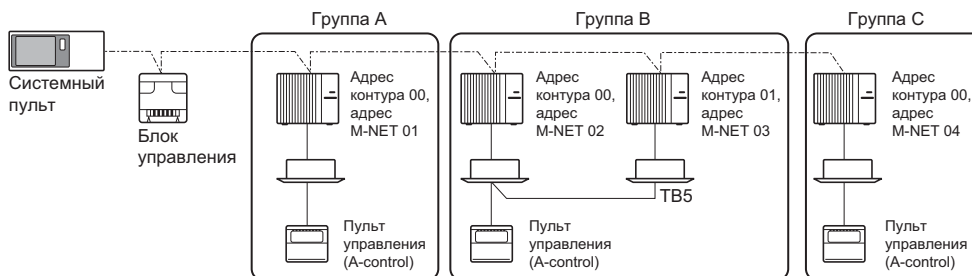 Группа A
Группа B
Группа C
Системный
пульт
Блок
управления
Адрес
контура 00,
адрес
M-NET 01
Адрес
контура 00,
адрес
M-NET 02
Адрес
контура 01,
адрес
M-NET 03
Адрес
контура 00,
адрес
M-NET 04
TB5
Пульт
управления
(A-control)
Пульт
управления
(A-control)
Пульт
управления
(A-control)